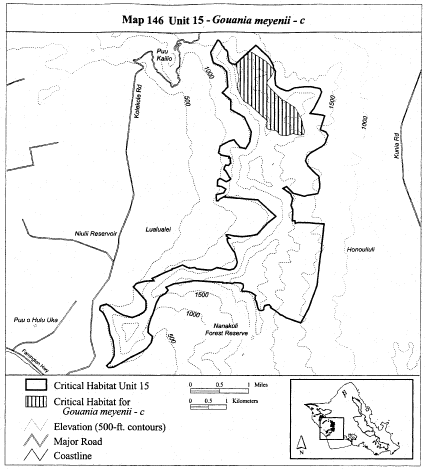 Map 146 Unit 15 - Gouania meyenii - c
Puu
Kailio
1000
500
1500
1000
Kolekole Rd
Kunia Rd
Niulii Reservoir
Lualualei
Honouliuli
1500
1000
500
Nanakuli
Forest Reserve
Puu o Hulu Uka
Farrington Hwy
Critical Habitat Unit 15
Critical Habitat for
Gouania meyenii - c
Elevation (500-ft. contours)
Major Road
Coastline
0 0.5 1 Miles
0 0.5 1 Kilometers
N